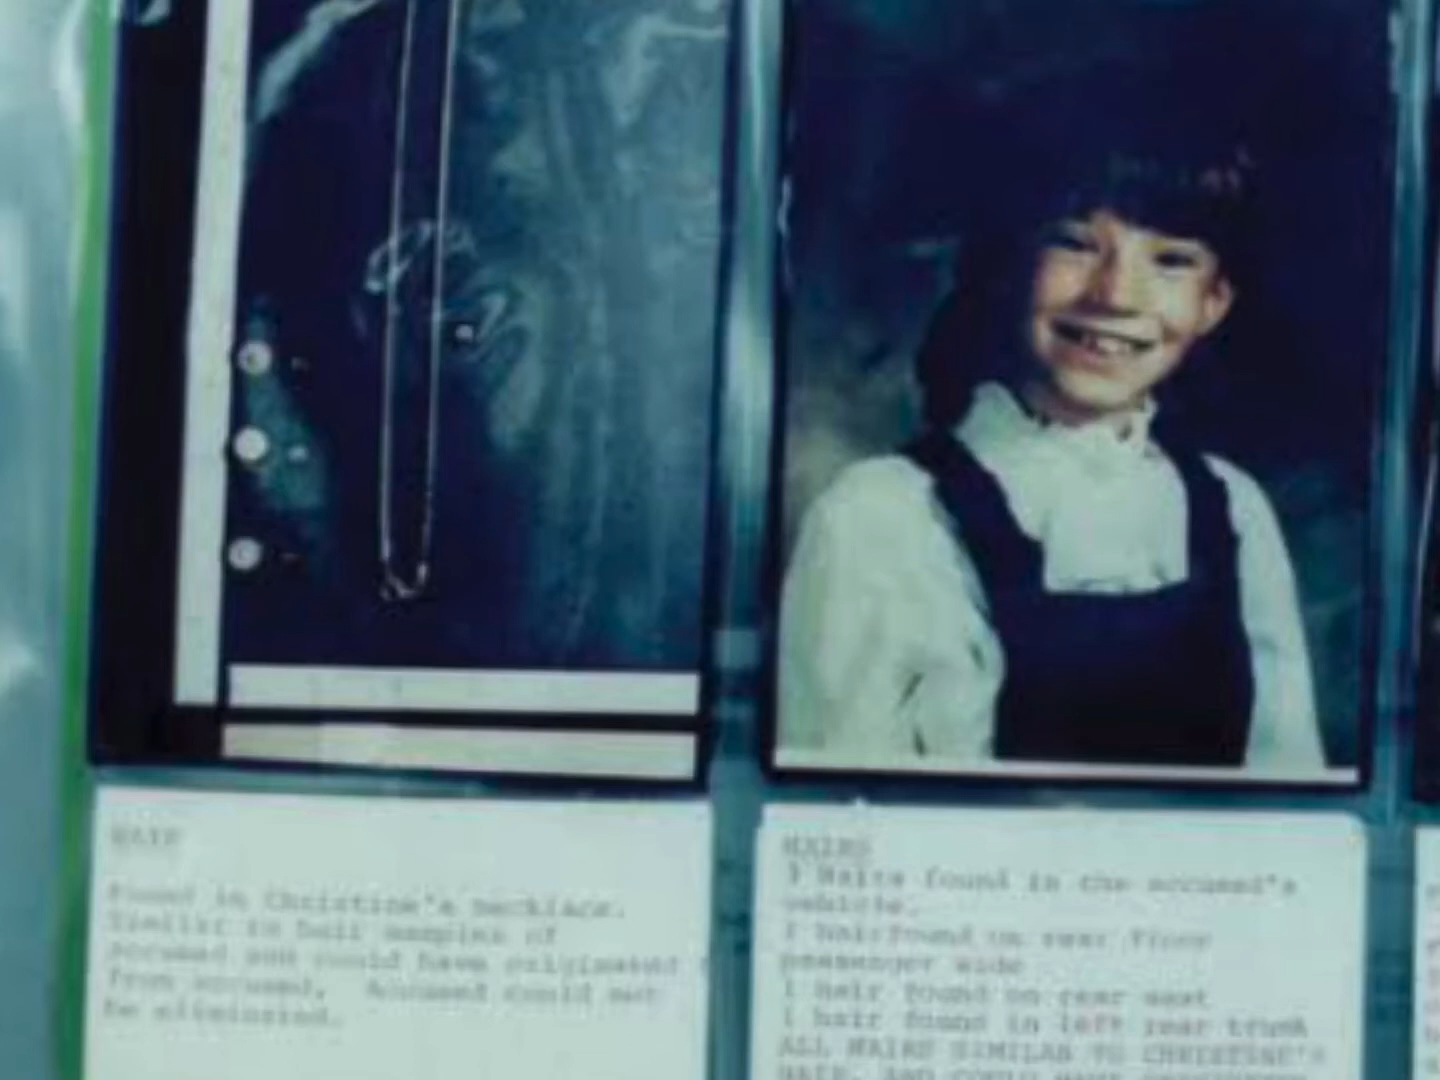 HAIR
Found in Christine's necklace.
Similar to hair samples of
accused and could have originated
from accused. Accused could not
be eliminated.
HAIRS
3 Hairs found in the accused's
vehicle.
1 hair found on rear floor
passenger side
1 hair found on rear seat
1 hair found in left rear trunk
ALL HAIRS SIMILAR TO CHRISTINE'S
HAIR, AND COULD HAVE